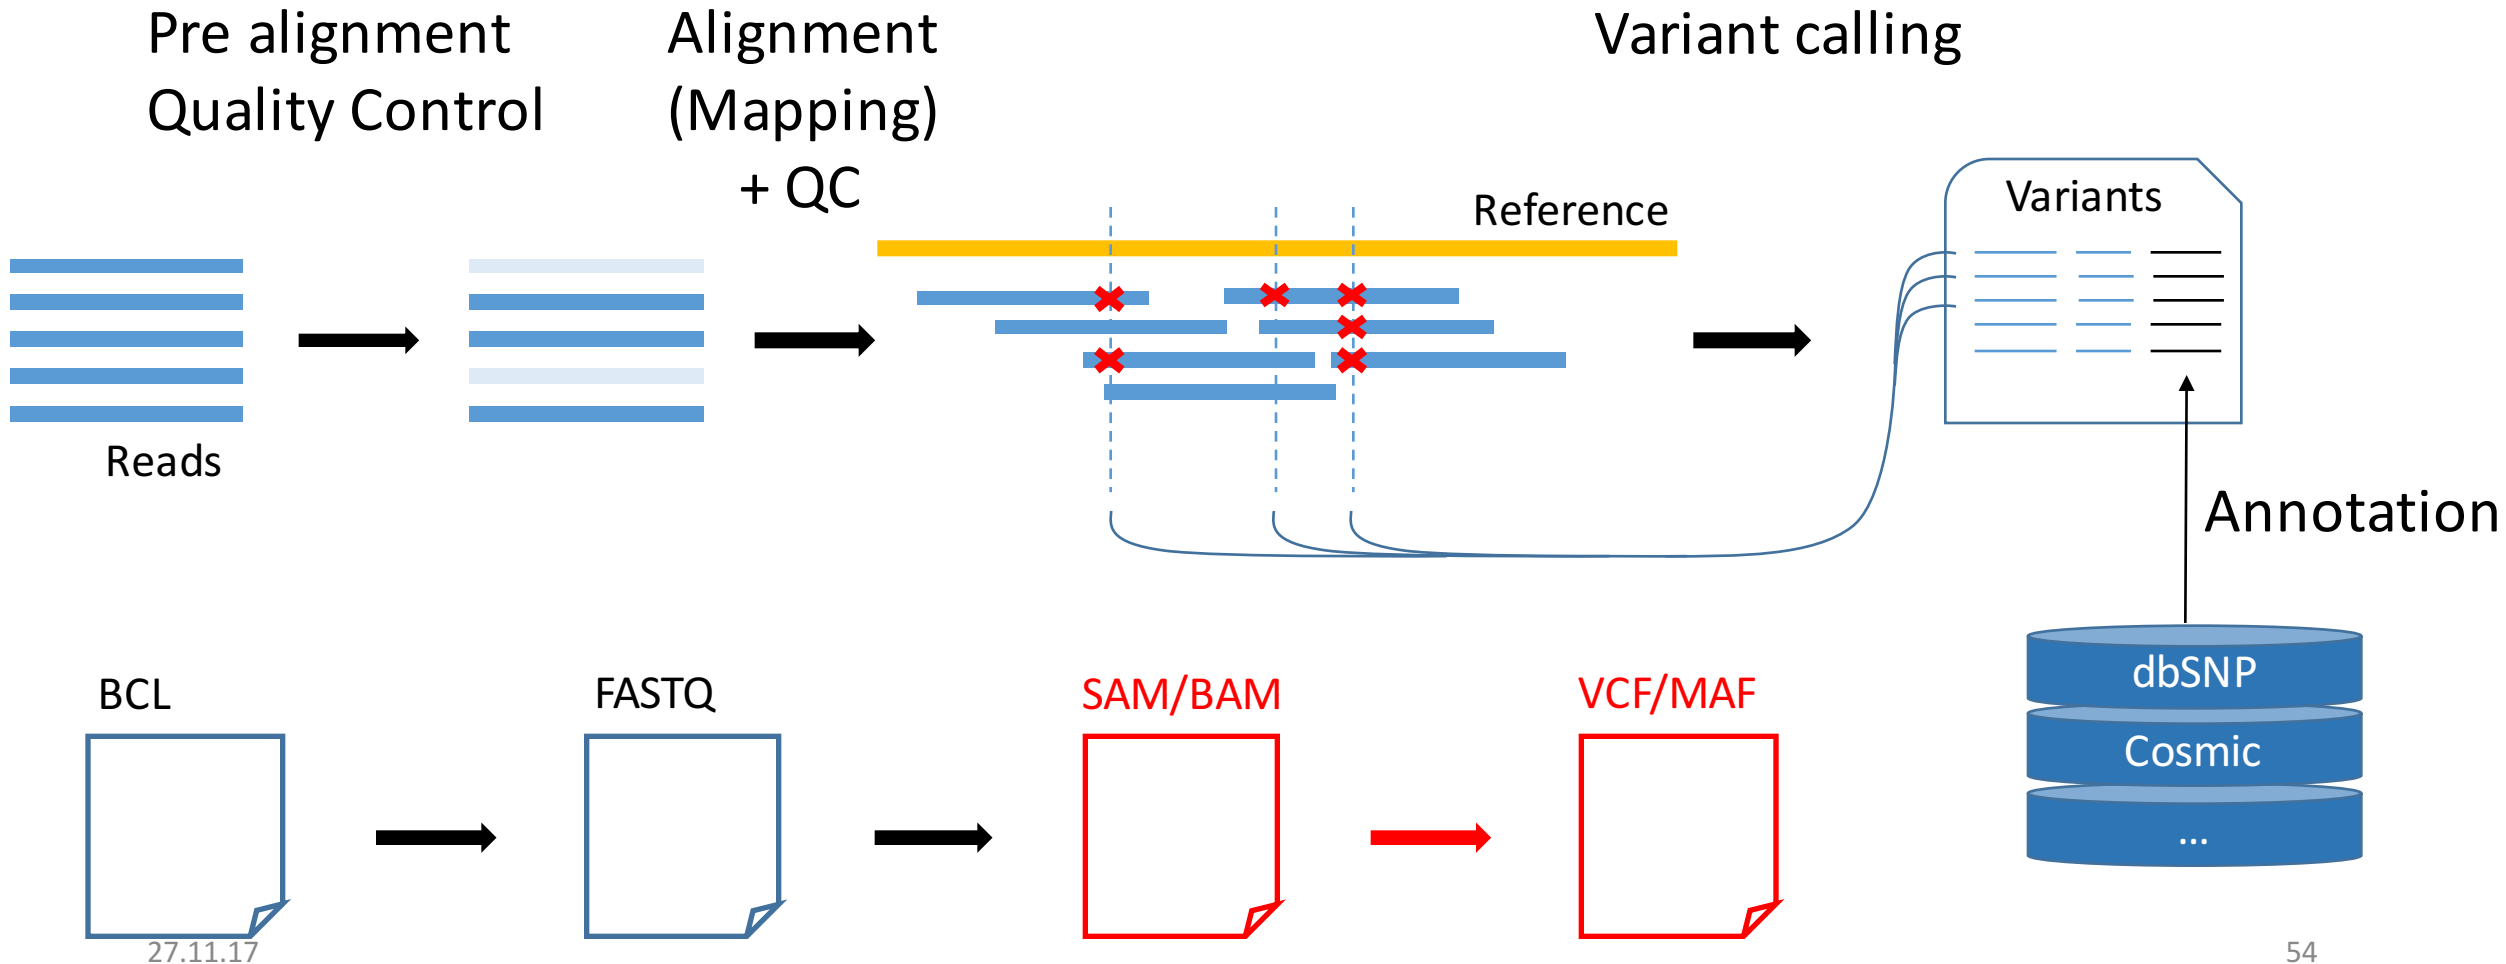 Pre alignment
Quality Control
Alignment
(Mapping)
+ QC
Variant calling
Reference
Variants
Reads
Annotation
BCL
FASTQ
SAM/BAM
VCF/MAF
dbSNP
Cosmic
...
27.11.17
54